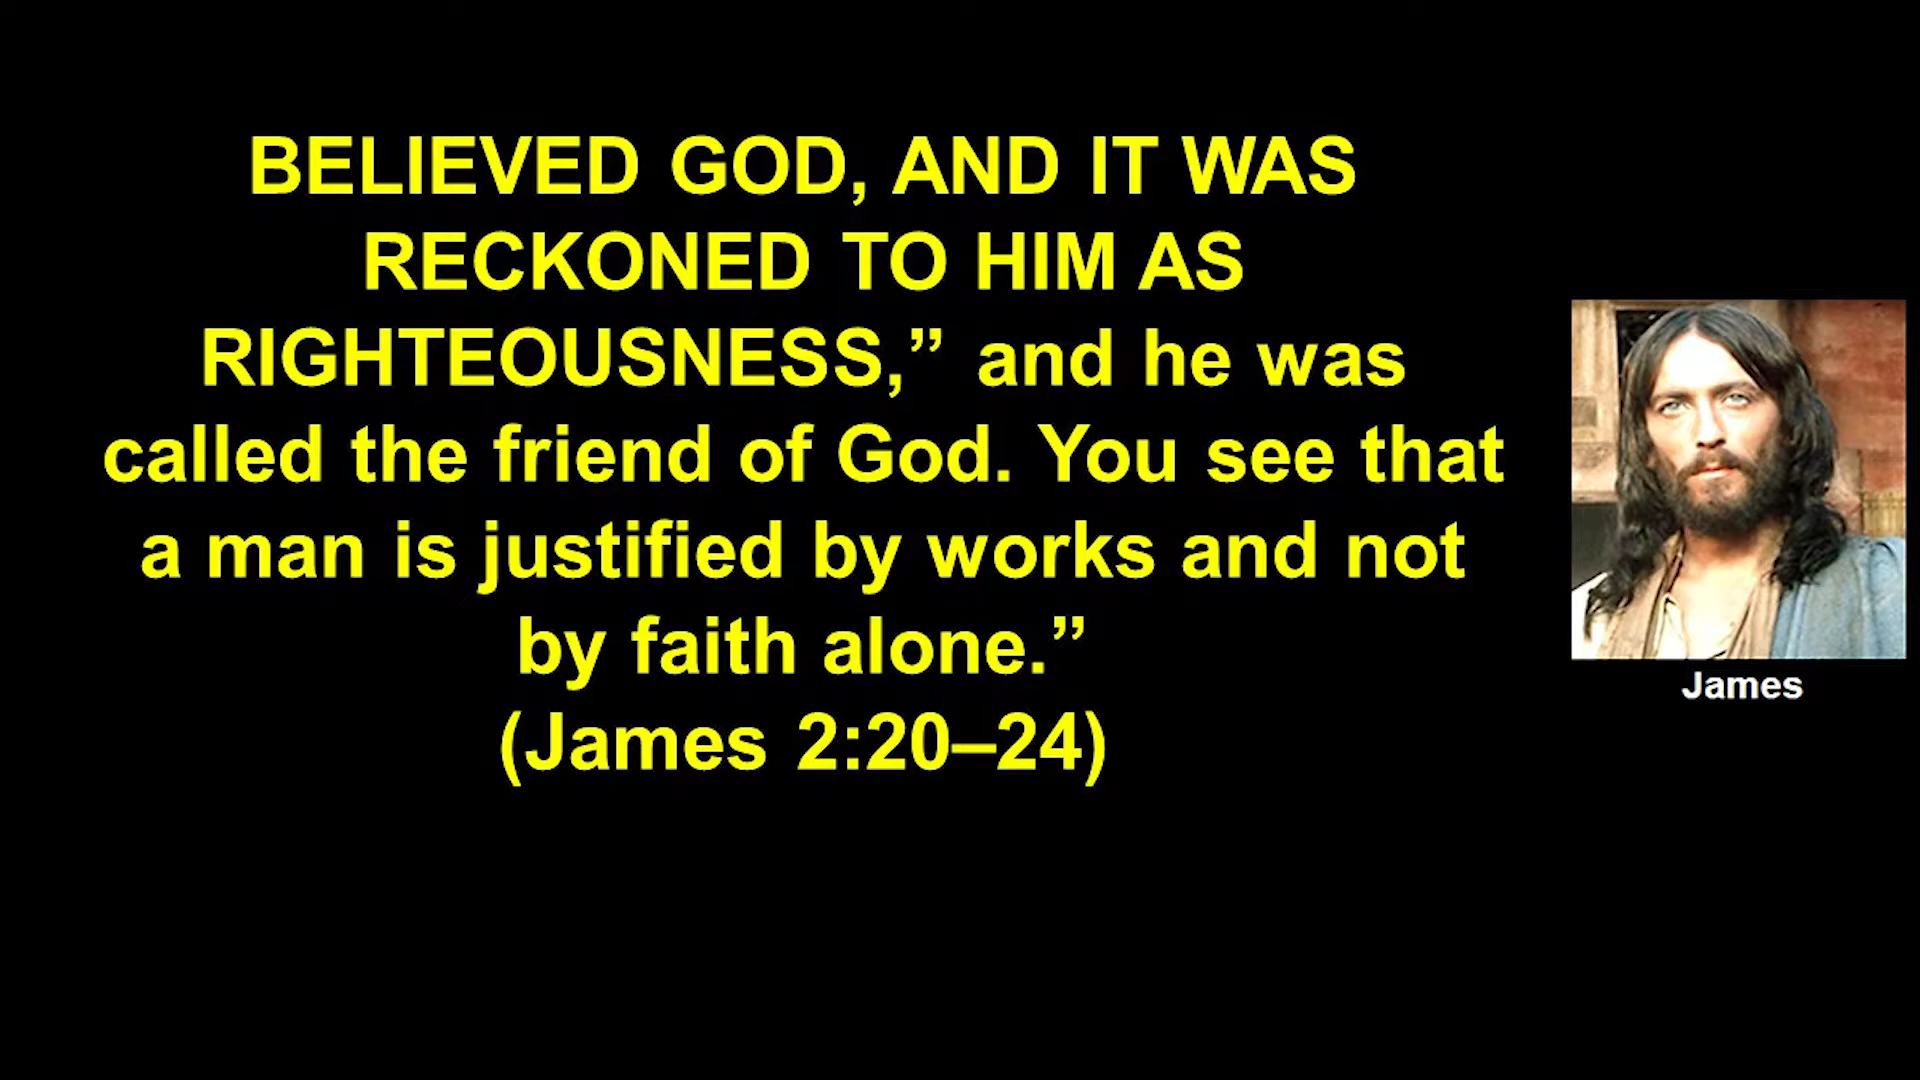 BELIEVED GOD, AND IT WAS
RECKONED TO HIM AS
RIGHTEOUSNESS,” and he was
called the friend of God. You see that
a man is justified by works and not
by faith alone.”
(James 2:20–24)
James